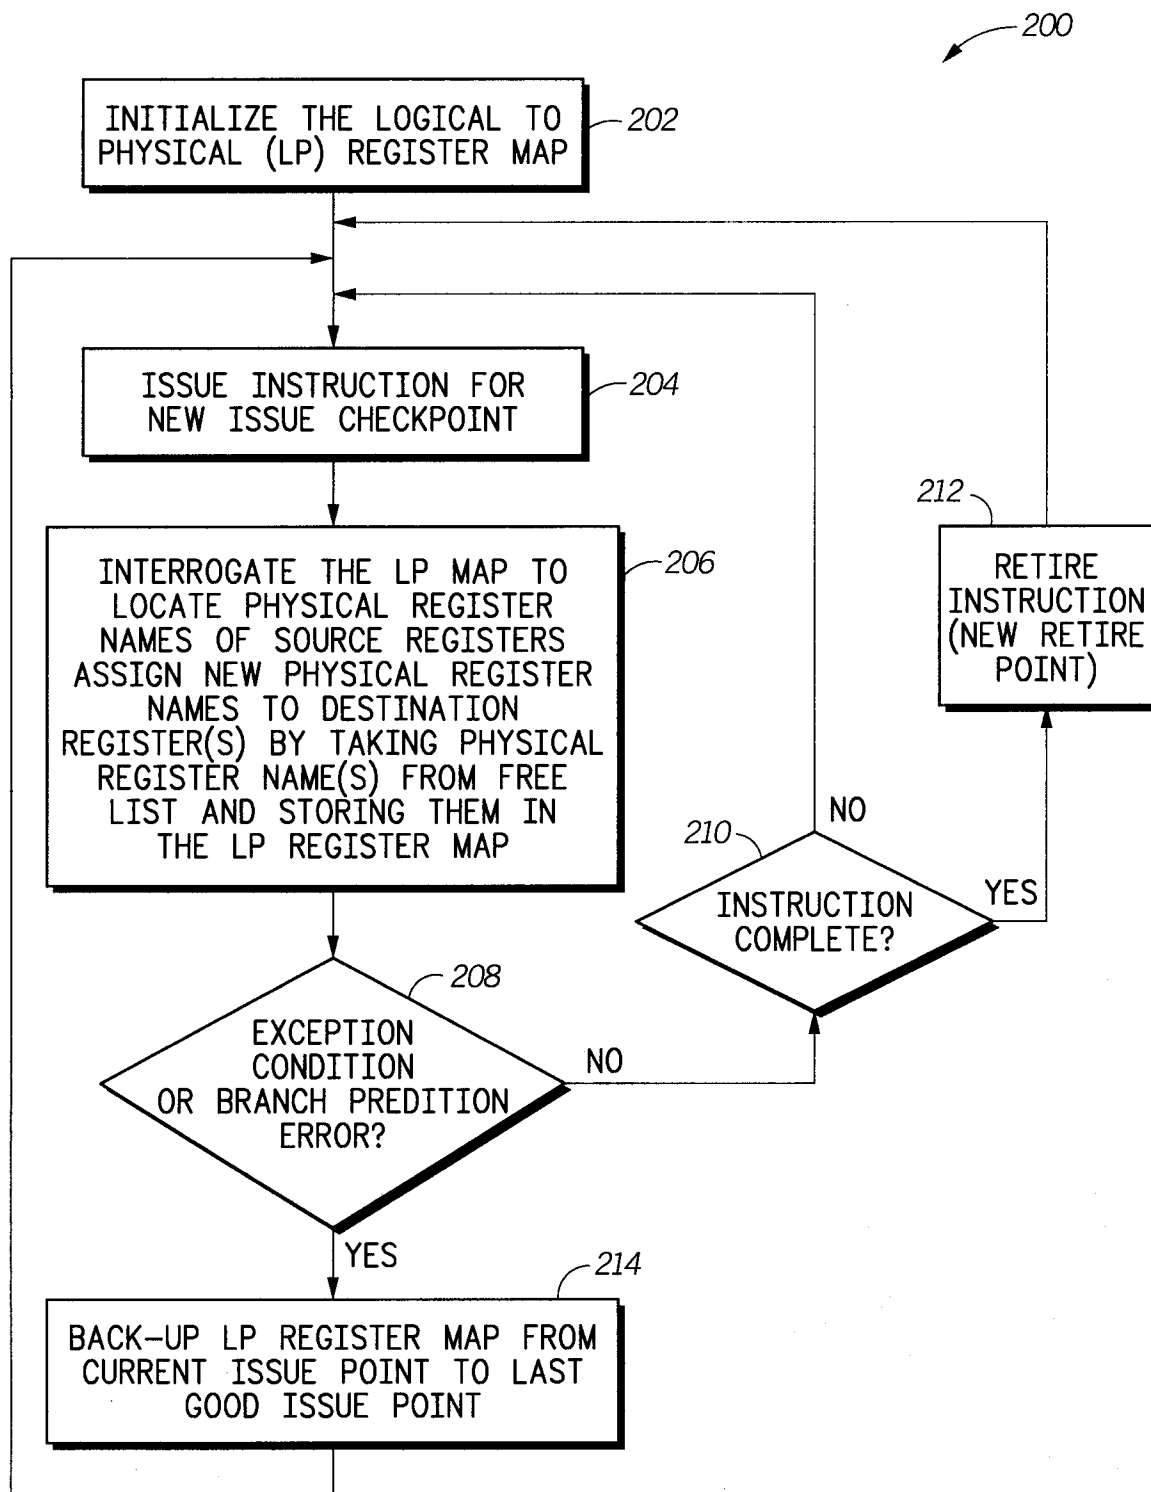 200
INITIALIZE THE LOGICAL TO
PHYSICAL (LP) REGISTER MAP
202
ISSUE INSTRUCTION FOR
NEW ISSUE CHECKPOINT
204
INTERROGATE THE LP MAP TO
LOCATE PHYSICAL REGISTER
NAMES OF SOURCE REGISTERS
ASSIGN NEW PHYSICAL REGISTER
NAMES TO DESTINATION
REGISTER(S) BY TAKING PHYSICAL
REGISTER NAME(S) FROM FREE
LIST AND STORING THEM IN
THE LP REGISTER MAP
206
212
RETIRE
INSTRUCTION
(NEW RETIRE
POINT)
NO
210
INSTRUCTION
COMPLETE?
YES
208
EXCEPTION
CONDITION
OR BRANCH PREDITION
ERROR?
NO
YES
214
BACK-UP LP REGISTER MAP FROM
CURRENT ISSUE POINT TO LAST
GOOD ISSUE POINT